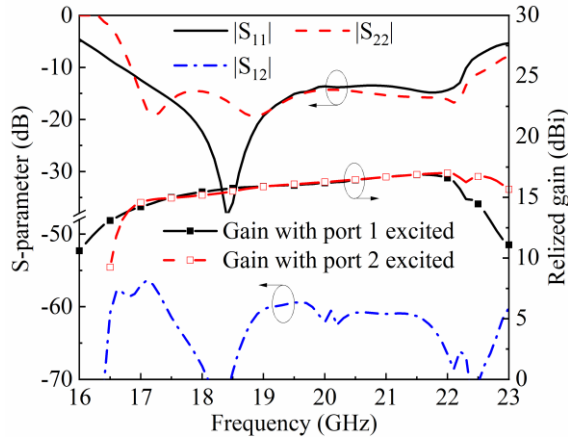 |S11| |S22|
|S12|
S-parameter (dB)
0
-10
-20
-30
-50
-60
-70
Gain with port 1 excited
Gain with port 2 excited
30
25
20
15
10
5
0
Relized gain (dBi)
16 17 18 19 20 21 22 23
Frequency (GHz)